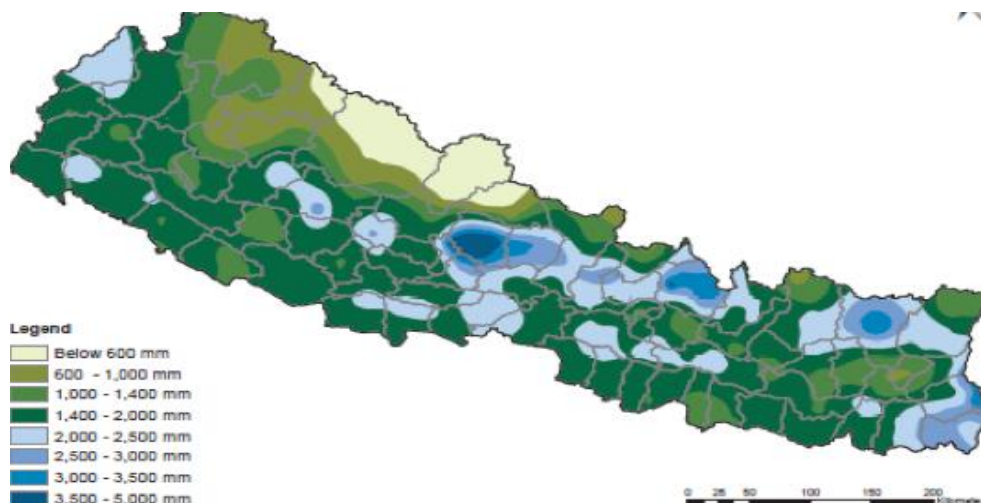 Legend
Below 600 mm
600 - 1,000 mm
1,000 - 1,400 mm
1,400 - 2,000 mm
2,000 - 2,500 mm
2,500 - 3,000 mm
3,000 - 3,500 mm
3,500 - 5,000 mm
0 25 50 100 150 200